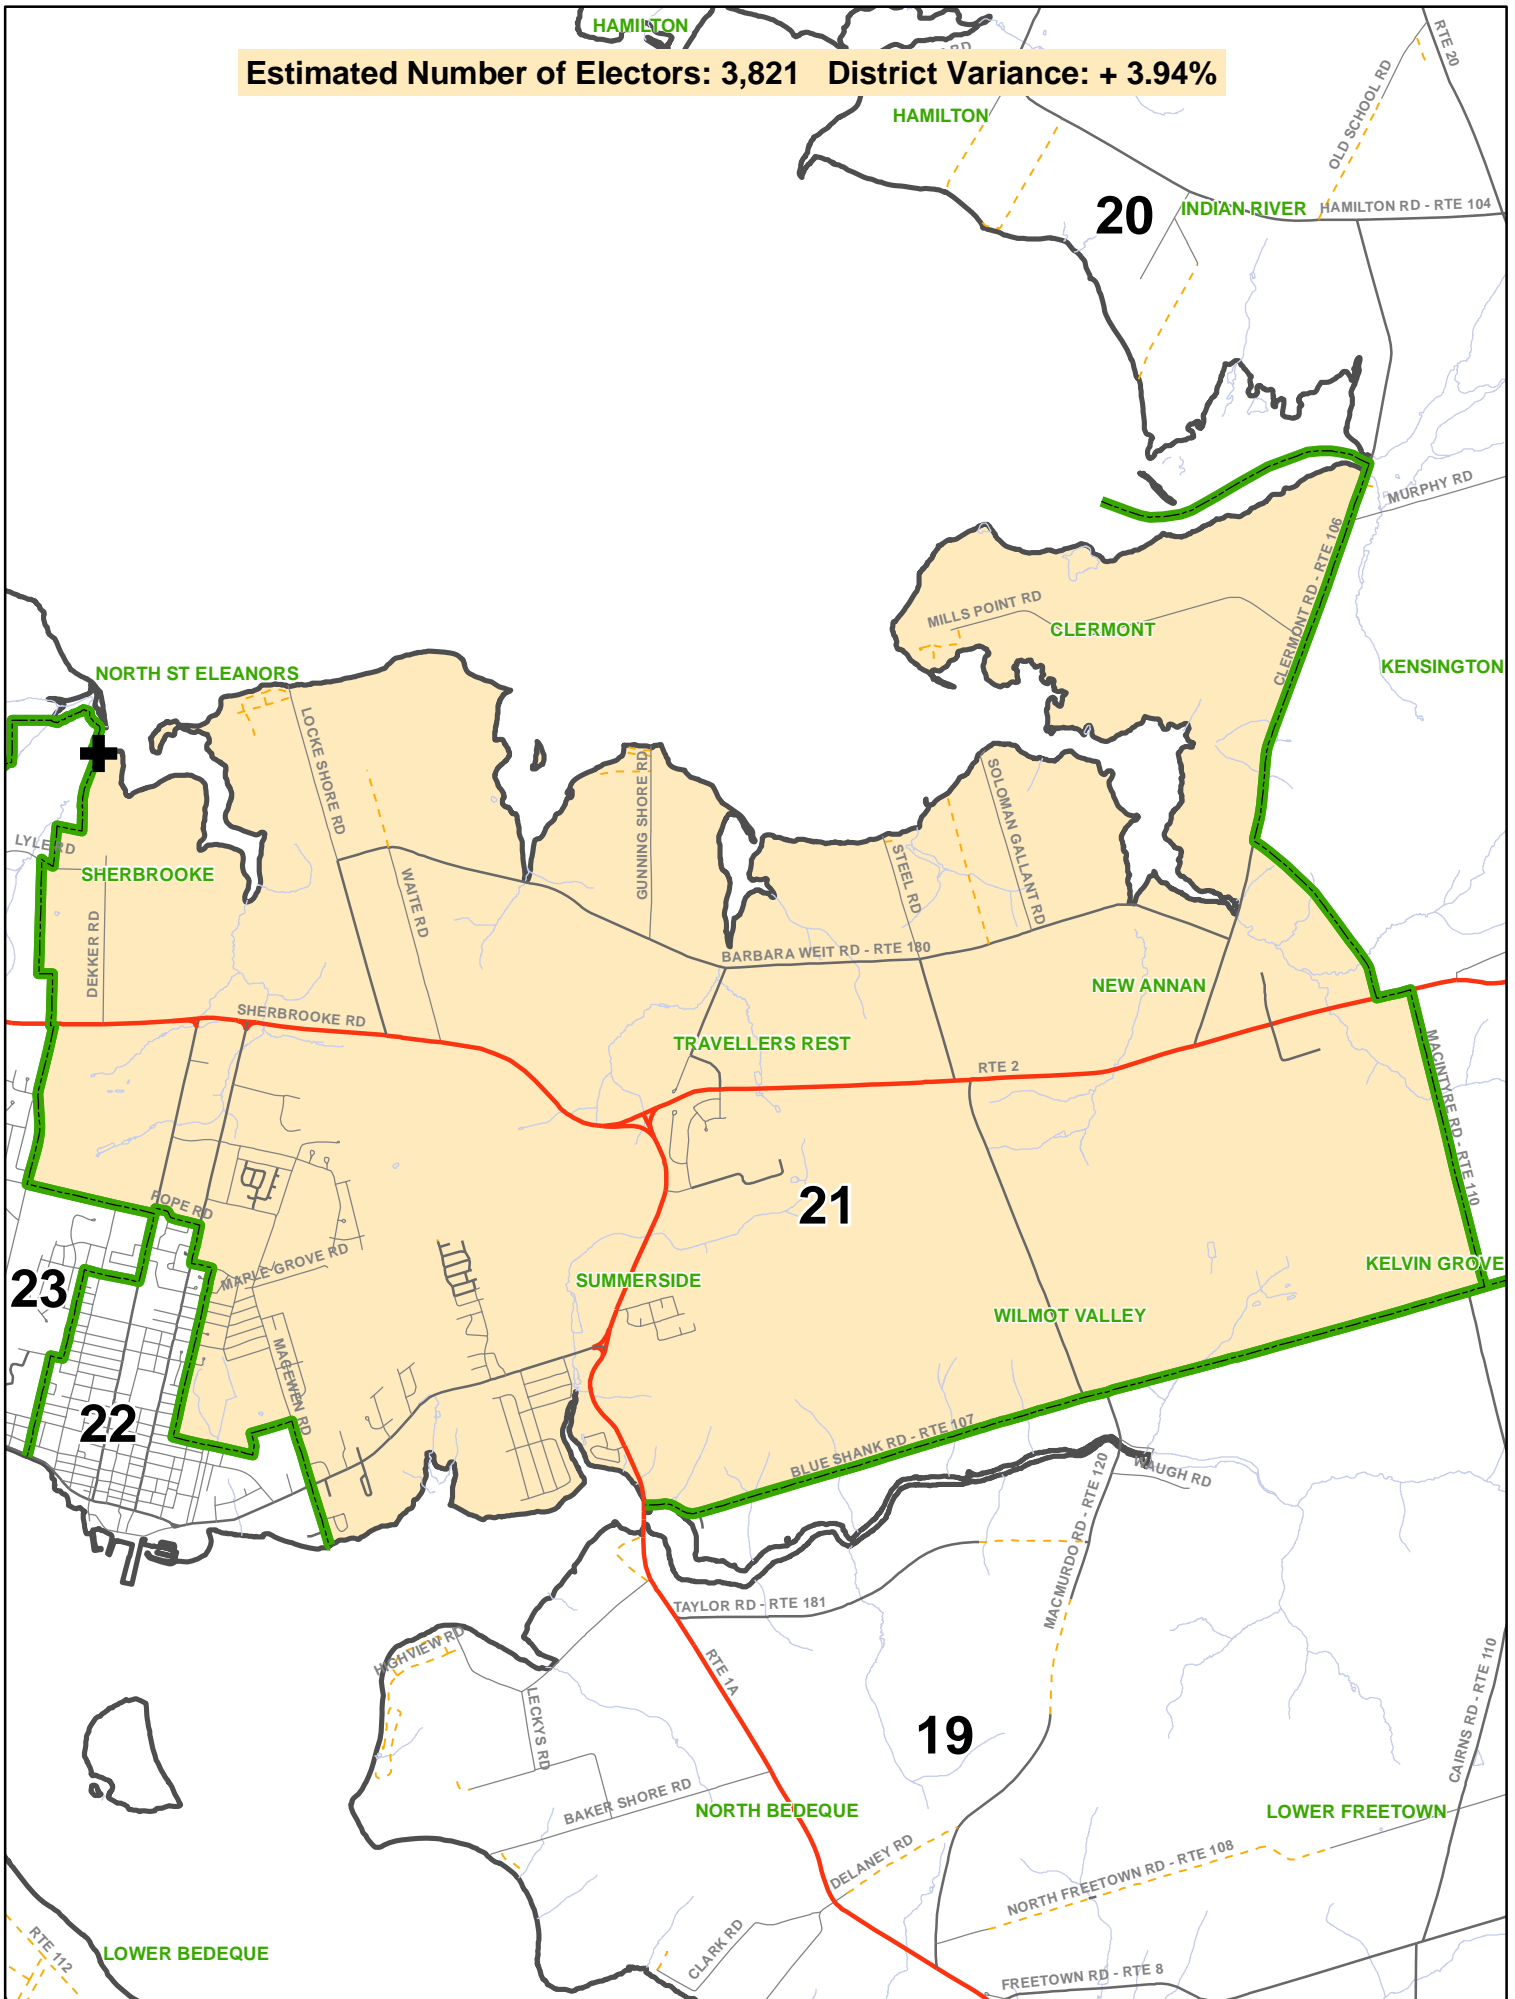 HAMILTON
RD
RTE 20
Estimated Number of Electors: 3,821 District Variance: + 3.94%
HAMILTON
OLD SCHOOL RD
20
INDIAN RIVER
HAMILTON RD - RTE 104
MURPHY RD
CLERMONT RD - RTE 106
MILLS POINT RD
CLERMONT
KENSINGTON
NORTH ST ELEANORS
LOCKE SHORE RD
GUNNING SHORE RD
SOLOMAN GALLANT RD
LYLE RD
SHERBROOKE
WAITE RD
STEEL RD
DEKKER RD
BARBARA WEIT RD - RTE 180
NEW ANNAN
SHERBROOKE RD
TRAVELLERS REST
RTE 2
MACINTYRE RD - RTE 110
POPE RD
21
MAPLE GROVE RD
KELVIN GROVE
23
SUMMERSIDE
WILMOT VALLEY
MACEWEN RD
22
BLUE SHANK RD - RTE 107
WAUGH RD
MACMURDO RD - RTE 120
TAYLOR RD - RTE 181
HIGHVIEW RD
RTE 1A
LECKYS RD
19
CAIRNS RD - RTE 110
BAKER SHORE RD
NORTH BEDEQUE
LOWER FREETOWN
DELANEY RD
NORTH FREETOWN RD - RTE 108
CLARK RD
RTE 112
LOWER BEDEQUE
FREETOWN RD - RTE 8